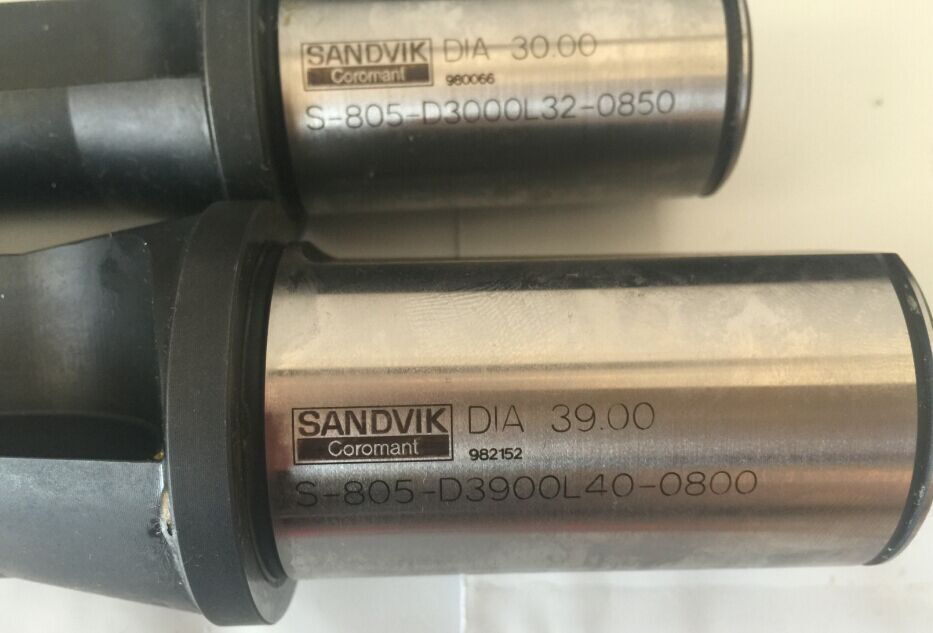 SANDVIK DIA 30.00
Coromant 980066
S-805-D3000L32-0850
SANDVIK DIA 39.00
Coromant 982152
S-805-D3900L40-0800